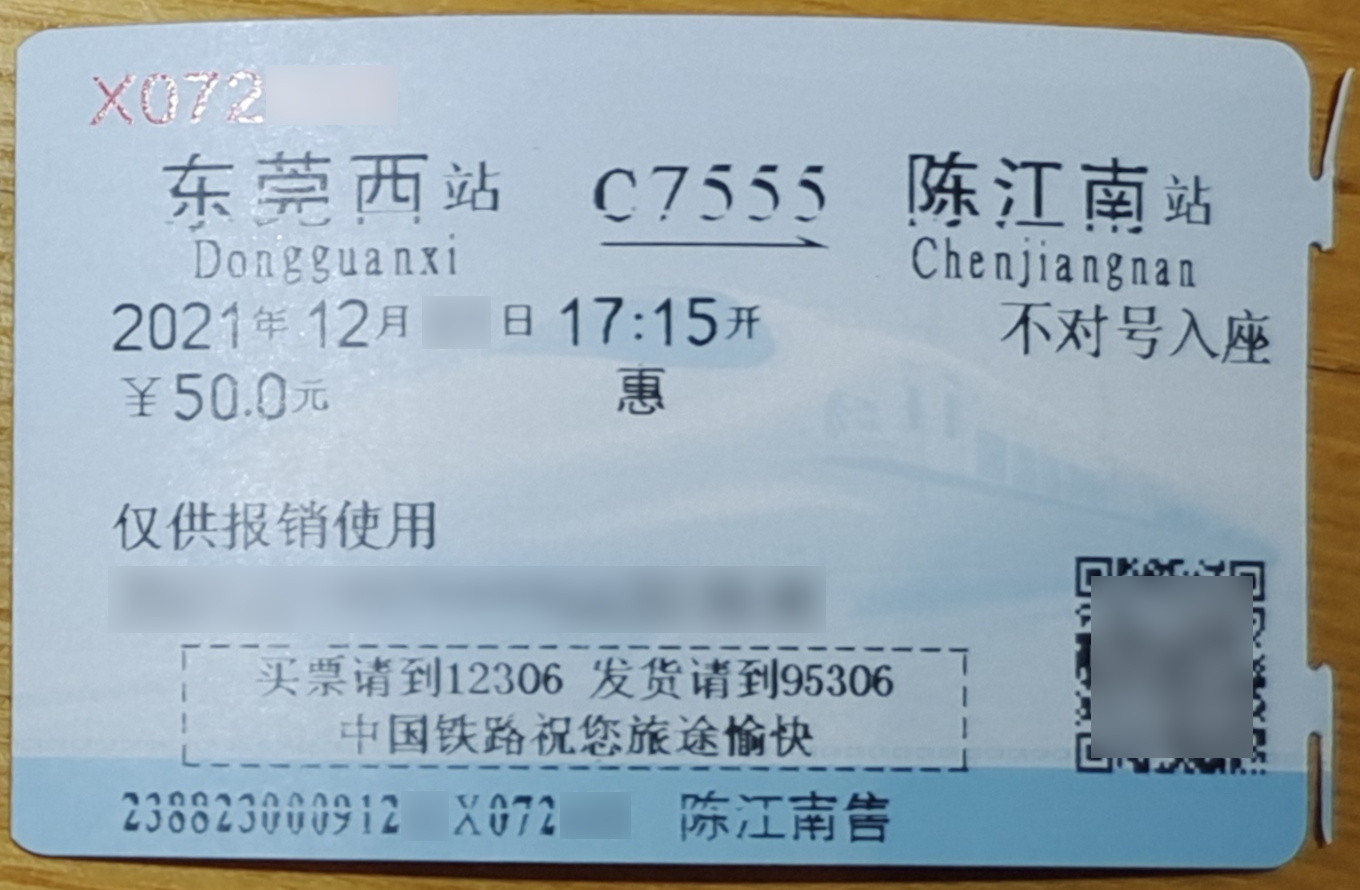 X072
东莞西站 C7555 陈江南站
Dongguanxi Chenjiangnan
2021年12月 日 17:15开 不对号入座
¥50.0元 惠
仅供报销使用
买票请到12306 发货请到95306
中国铁路祝您旅途愉快
238823000912 X072 陈江南售